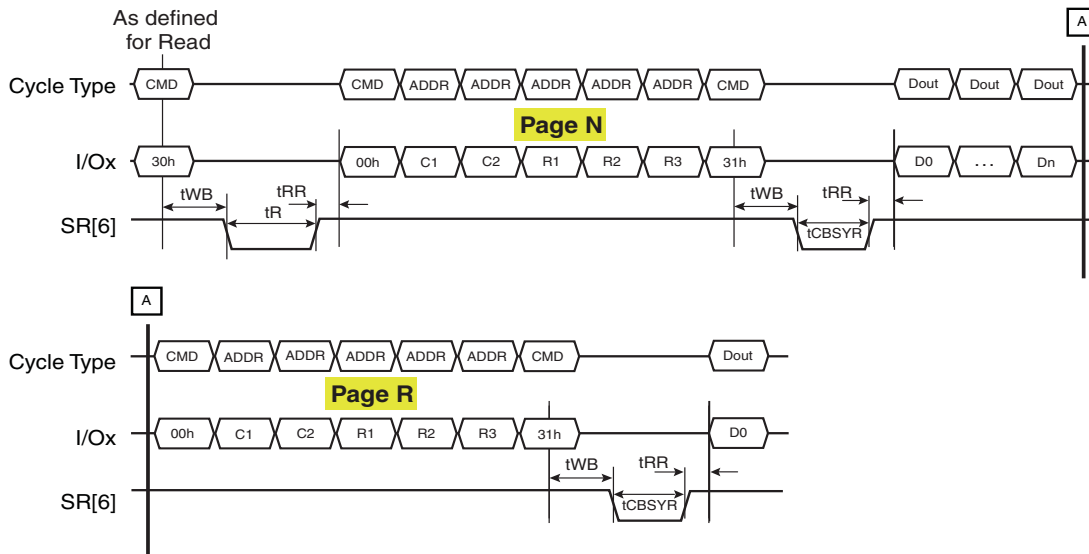 As defined
for Read
A
Cycle Type CMD CMD ADDR ADDR ADDR ADDR ADDR CMD Dout Dout Dout
Page N
I/Ox 30h 00h C1 C2 R1 R2 R3 31h D0 ... Dn
tWB tRR tWB tRR
tR tCBSYR
SR[6]
A
Cycle Type CMD ADDR ADDR ADDR ADDR ADDR CMD Dout
Page R
I/Ox 00h C1 C2 R1 R2 R3 31h D0
tWB tRR
SR[6] tCBSYR